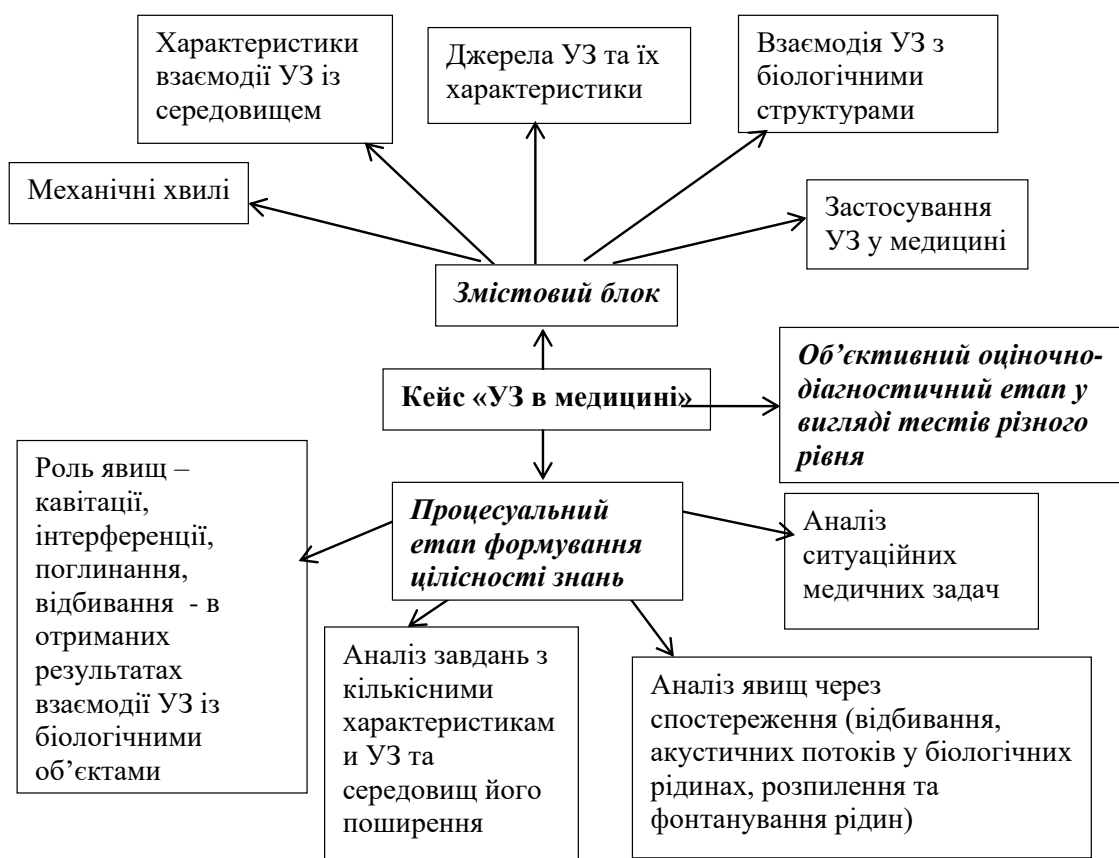 Характеристики
взаємодії УЗ із
середовищем
Джерела УЗ та їх
характеристики
Взаємодія УЗ з
біологічними
структурами
Механічні хвилі
Застосування
УЗ у медицині
Змістовий блок
Кейс «УЗ в медицині»
Об’єктивний оціночно-
діагностичний етап у
вигляді тестів різного
рівня
Роль явищ –
кавітації,
інтерференції,
поглинання,
відбивання - в
отриманих
результатах
взаємодії УЗ із
біологічними
об’єктами
Процесуальний
етап формування
цілісності знань
Аналіз
ситуаційних
медичних задач
Аналіз завдань з
кількісними
характеристикам
и УЗ та
середовищ його
поширення
Аналіз явищ через
спостереження (відбивання,
акустичних потоків у біологічних
рідинах, розпилення та
фонтанування рідин)